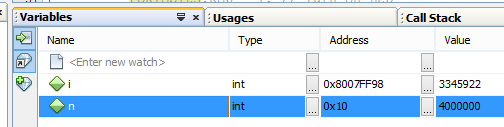 Variables Usages Call Stack
Name Type Address Value
<Enter new watch> ... ...
i int 0x8007FF98 ... 3345922 ...
n int 0x10 ... 4000000 ...